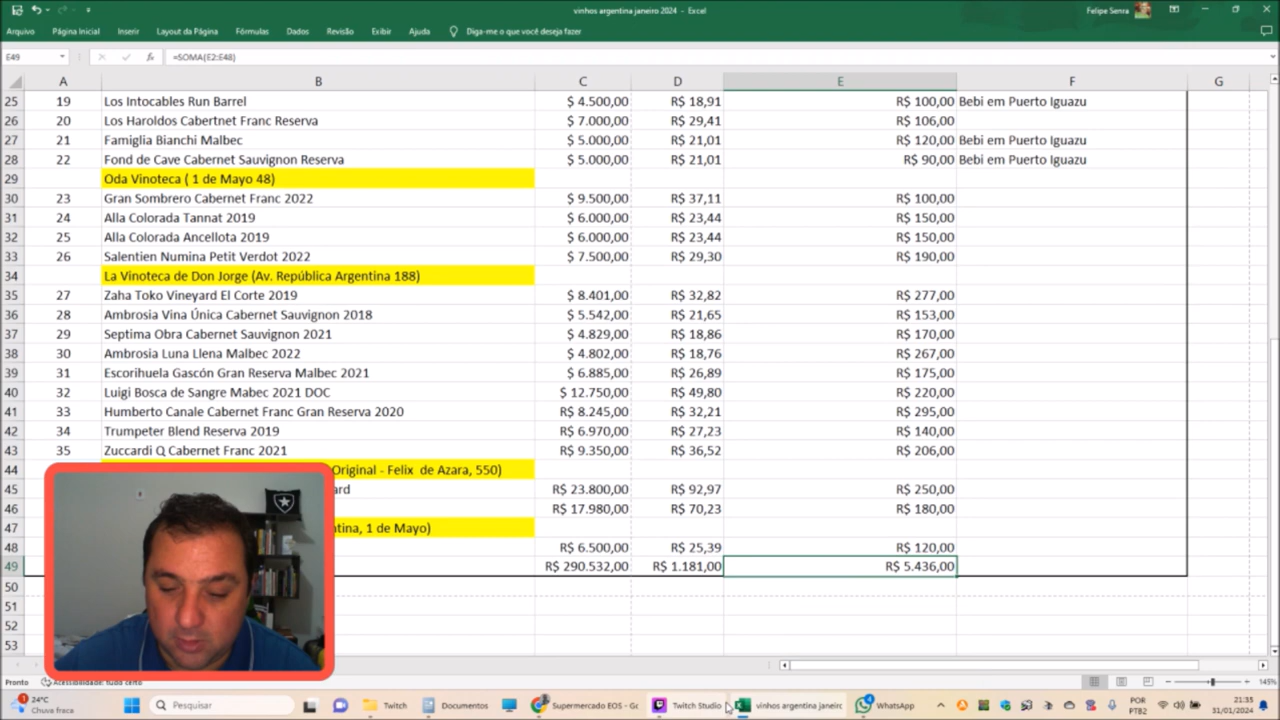 vinhos argentina janeiro 2024 - Excel
Felipe Senra
Arquivo Página Inicial Inserir Layout da Página Fórmulas Dados Revisão Exibir Ajuda Diga-me o que você deseja fazer
E49 fx =SOMA(E2:E48)
A B C D E F G
25 19 Los Intocables Run Barrel $ 4.500,00 R$ 18,91 R$ 100,00 Bebi em Puerto Iguazu
26 20 Los Haroldos Cabertnet Franc Reserva $ 7.000,00 R$ 29,41 R$ 106,00
27 21 Famiglia Bianchi Malbec $ 5.000,00 R$ 21,01 R$ 120,00 Bebi em Puerto Iguazu
28 22 Fond de Cave Cabernet Sauvignon Reserva $ 5.000,00 R$ 21,01 R$ 90,00 Bebi em Puerto Iguazu
29 Oda Vinoteca ( 1 de Mayo 48)
30 23 Gran Sombrero Cabernet Franc 2022 $ 9.500,00 R$ 37,11 R$ 100,00
31 24 Alla Colorada Tannat 2019 $ 6.000,00 R$ 23,44 R$ 150,00
32 25 Alla Colorada Ancellota 2019 $ 6.000,00 R$ 23,44 R$ 150,00
33 26 Salentien Numina Petit Verdot 2022 $ 7.500,00 R$ 29,30 R$ 190,00
34 La Vinoteca de Don Jorge (Av. República Argentina 188)
35 27 Zaha Toko Vineyard El Corte 2019 $ 8.401,00 R$ 32,82 R$ 277,00
36 28 Ambrosia Vina Única Cabernet Sauvignon 2018 $ 5.542,00 R$ 21,65 R$ 153,00
37 29 Septima Obra Cabernet Sauvignon 2021 $ 4.829,00 R$ 18,86 R$ 170,00
38 30 Ambrosia Luna Llena Malbec 2022 $ 4.802,00 R$ 18,76 R$ 267,00
39 31 Escorihuela Gascón Gran Reserva Malbec 2021 $ 6.885,00 R$ 26,89 R$ 175,00
40 32 Luigi Bosca de Sangre Mabec 2021 DOC $ 12.750,00 R$ 49,80 R$ 220,00
41 33 Humberto Canale Cabernet Franc Gran Reserva 2020 R$ 8.245,00 R$ 32,21 R$ 295,00
42 34 Trumpeter Blend Reserva 2019 R$ 6.970,00 R$ 27,23 R$ 140,00
43 35 Zuccardi Q Cabernet Franc 2021 R$ 9.350,00 R$ 36,52 R$ 206,00
44 Original - Felix de Azara, 550)
45 ard R$ 23.800,00 R$ 92,97 R$ 250,00
46 R$ 17.980,00 R$ 70,23 R$ 180,00
47 tina, 1 de Mayo)
48 R$ 6.500,00 R$ 25,39 R$ 120,00
49 R$ 290.532,00 R$ 1.181,00 R$ 5.436,00
50
51
52
53
Pronto Acessibilidade: tudo certo 145%
24°C
Chuva fraca
Pesquisar Twitch Documentos Supermercado EOS - Go Twitch Studio vinhos argentina janeiro WhatsApp
POR
PTB2
21:35
31/01/2024